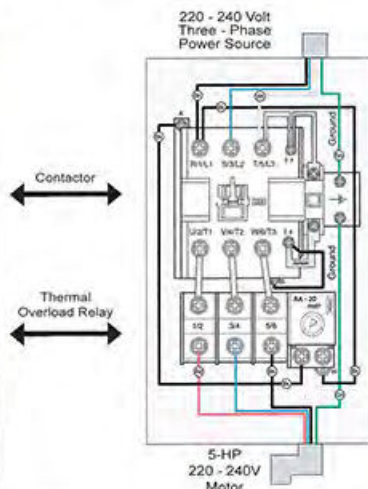 220 - 240 Volt
Three - Phase
Power Source
Ground
R/1/L1 S/3/L2 T/5/L3
Contactor
U/2/T1 V/4/T2 W/6/T3
Ground
Thermal
Overload Relay
1/2 3/4 5/6
5-HP
220 - 240V
Motor